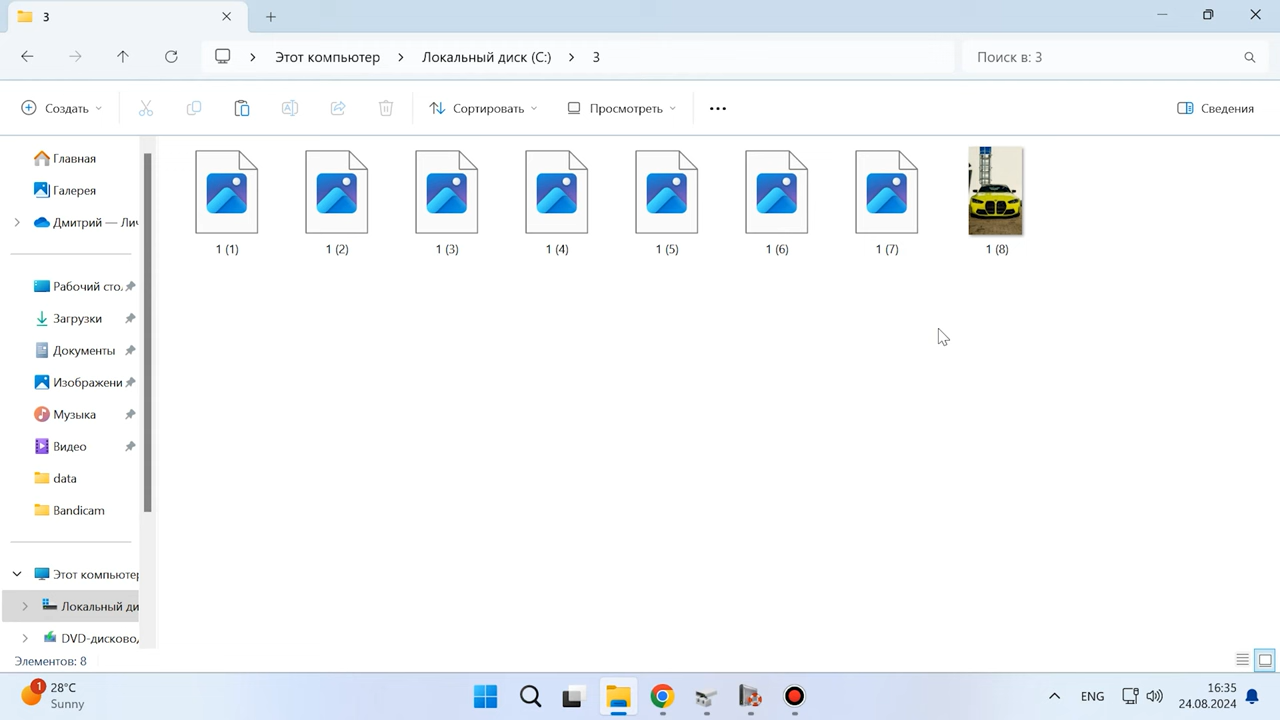 3
Этот компьютер
Локальный диск (C:)
3
Поиск в: 3
Создать
Сортировать
Просмотреть
Сведения
Главная
Галерея
Дмитрий — Лич
Рабочий сто.
Загрузки
Документы
Изображени
Музыка
Видео
data
Bandicam
Этот компьютер
Локальный ди
DVD-дисково,
1 (1)
1 (2)
1 (3)
1 (4)
1 (5)
1 (6)
1 (7)
1 (8)
Элементов: 8
1
28°C
Sunny
ENG
16:35
24.08.2024